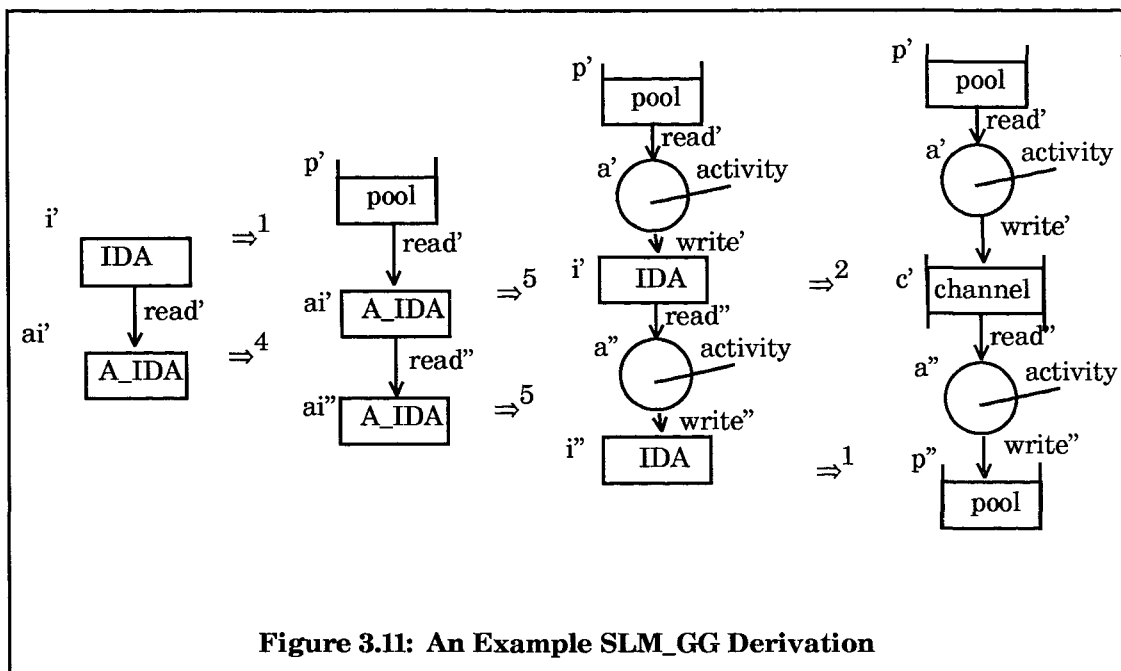 i'
IDA
⇒1
read'
ai'
A_IDA
⇒4
p'
pool
read'
ai'
A_IDA
⇒5
read”
ai”
A_IDA
⇒5
p'
pool
read'
a'
activity
write'
i'
IDA
⇒2
read”
a”
activity
write”
i”
IDA
⇒1
p'
pool
read'
a'
activity
write'
c'
channel
read”
a”
activity
write”
p”
pool
Figure 3.11: An Example SLM_GG Derivation